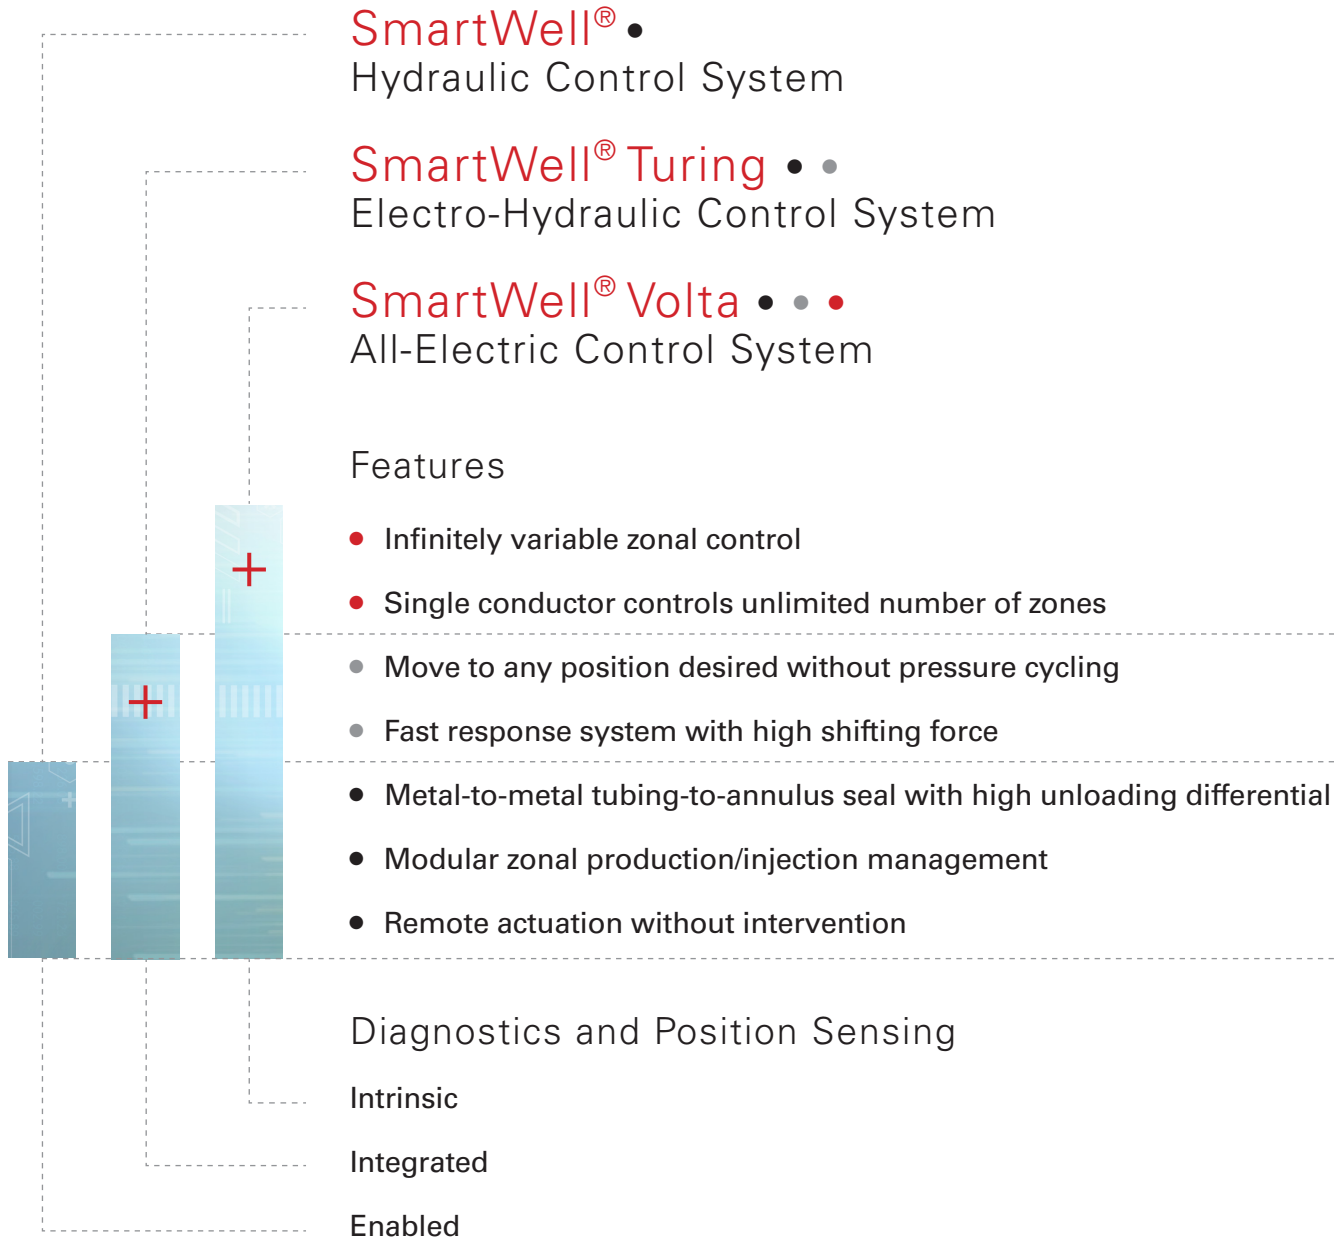 SmartWell® •
Hydraulic Control System
SmartWell® Turing • •
Electro-Hydraulic Control System
SmartWell® Volta • • •
All-Electric Control System
Features
• Infinitely variable zonal control
• Single conductor controls unlimited number of zones
• Move to any position desired without pressure cycling
• Fast response system with high shifting force
• Metal-to-metal tubing-to-annulus seal with high unloading differential
• Modular zonal production/injection management
• Remote actuation without intervention
Diagnostics and Position Sensing
Intrinsic
Integrated
Enabled